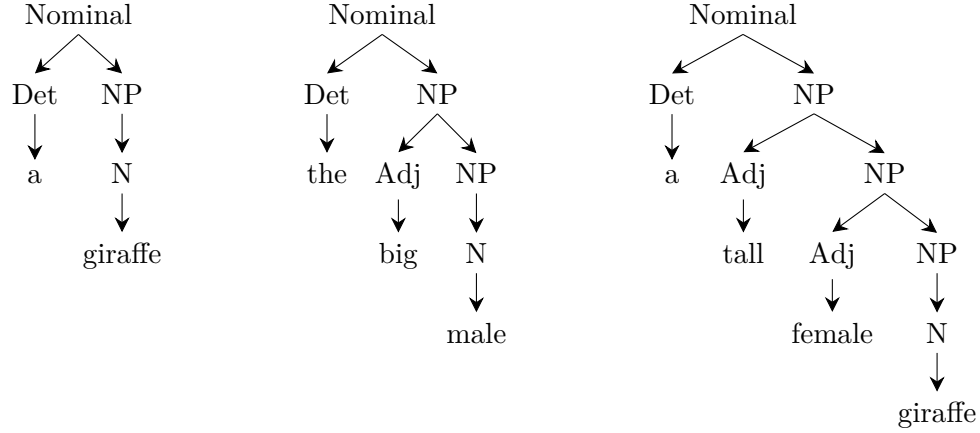 Nominal Nominal Nominal
Det NP Det NP Det NP
a N the Adj NP a Adj NP
giraffe big N tall Adj NP
male female N
giraffe